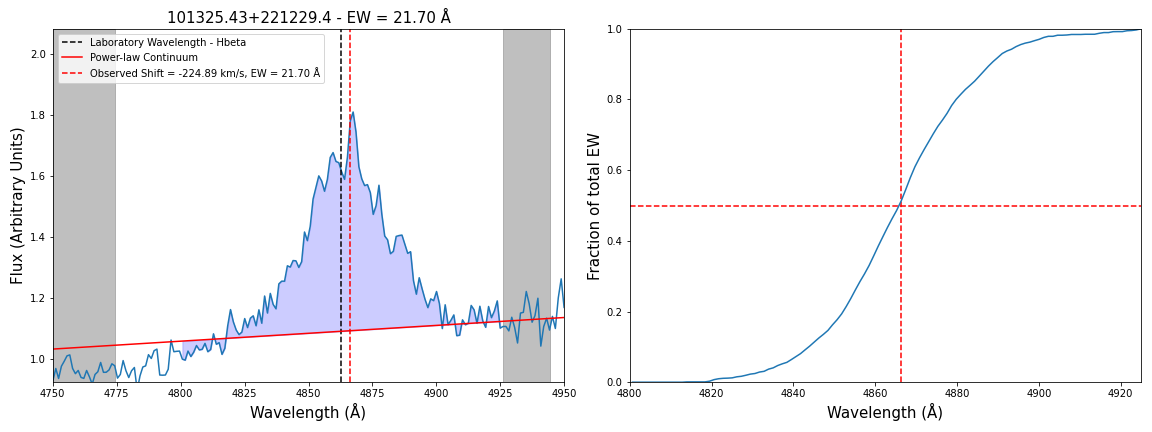 101325.43+221229.4 - EW = 21.70 Å
Laboratory Wavelength - Hbeta
Power-law Continuum
Observed Shift = -224.89 km/s, EW = 21.70 Å
Flux (Arbitrary Units)
2.0
1.8
1.6
1.4
1.2
1.0
4750 4775 4800 4825 4850 4875 4900 4925 4950
Wavelength (Å)
Fraction of total EW
1.0
0.8
0.6
0.4
0.2
0.0
4800 4820 4840 4860 4880 4900 4920
Wavelength (Å)